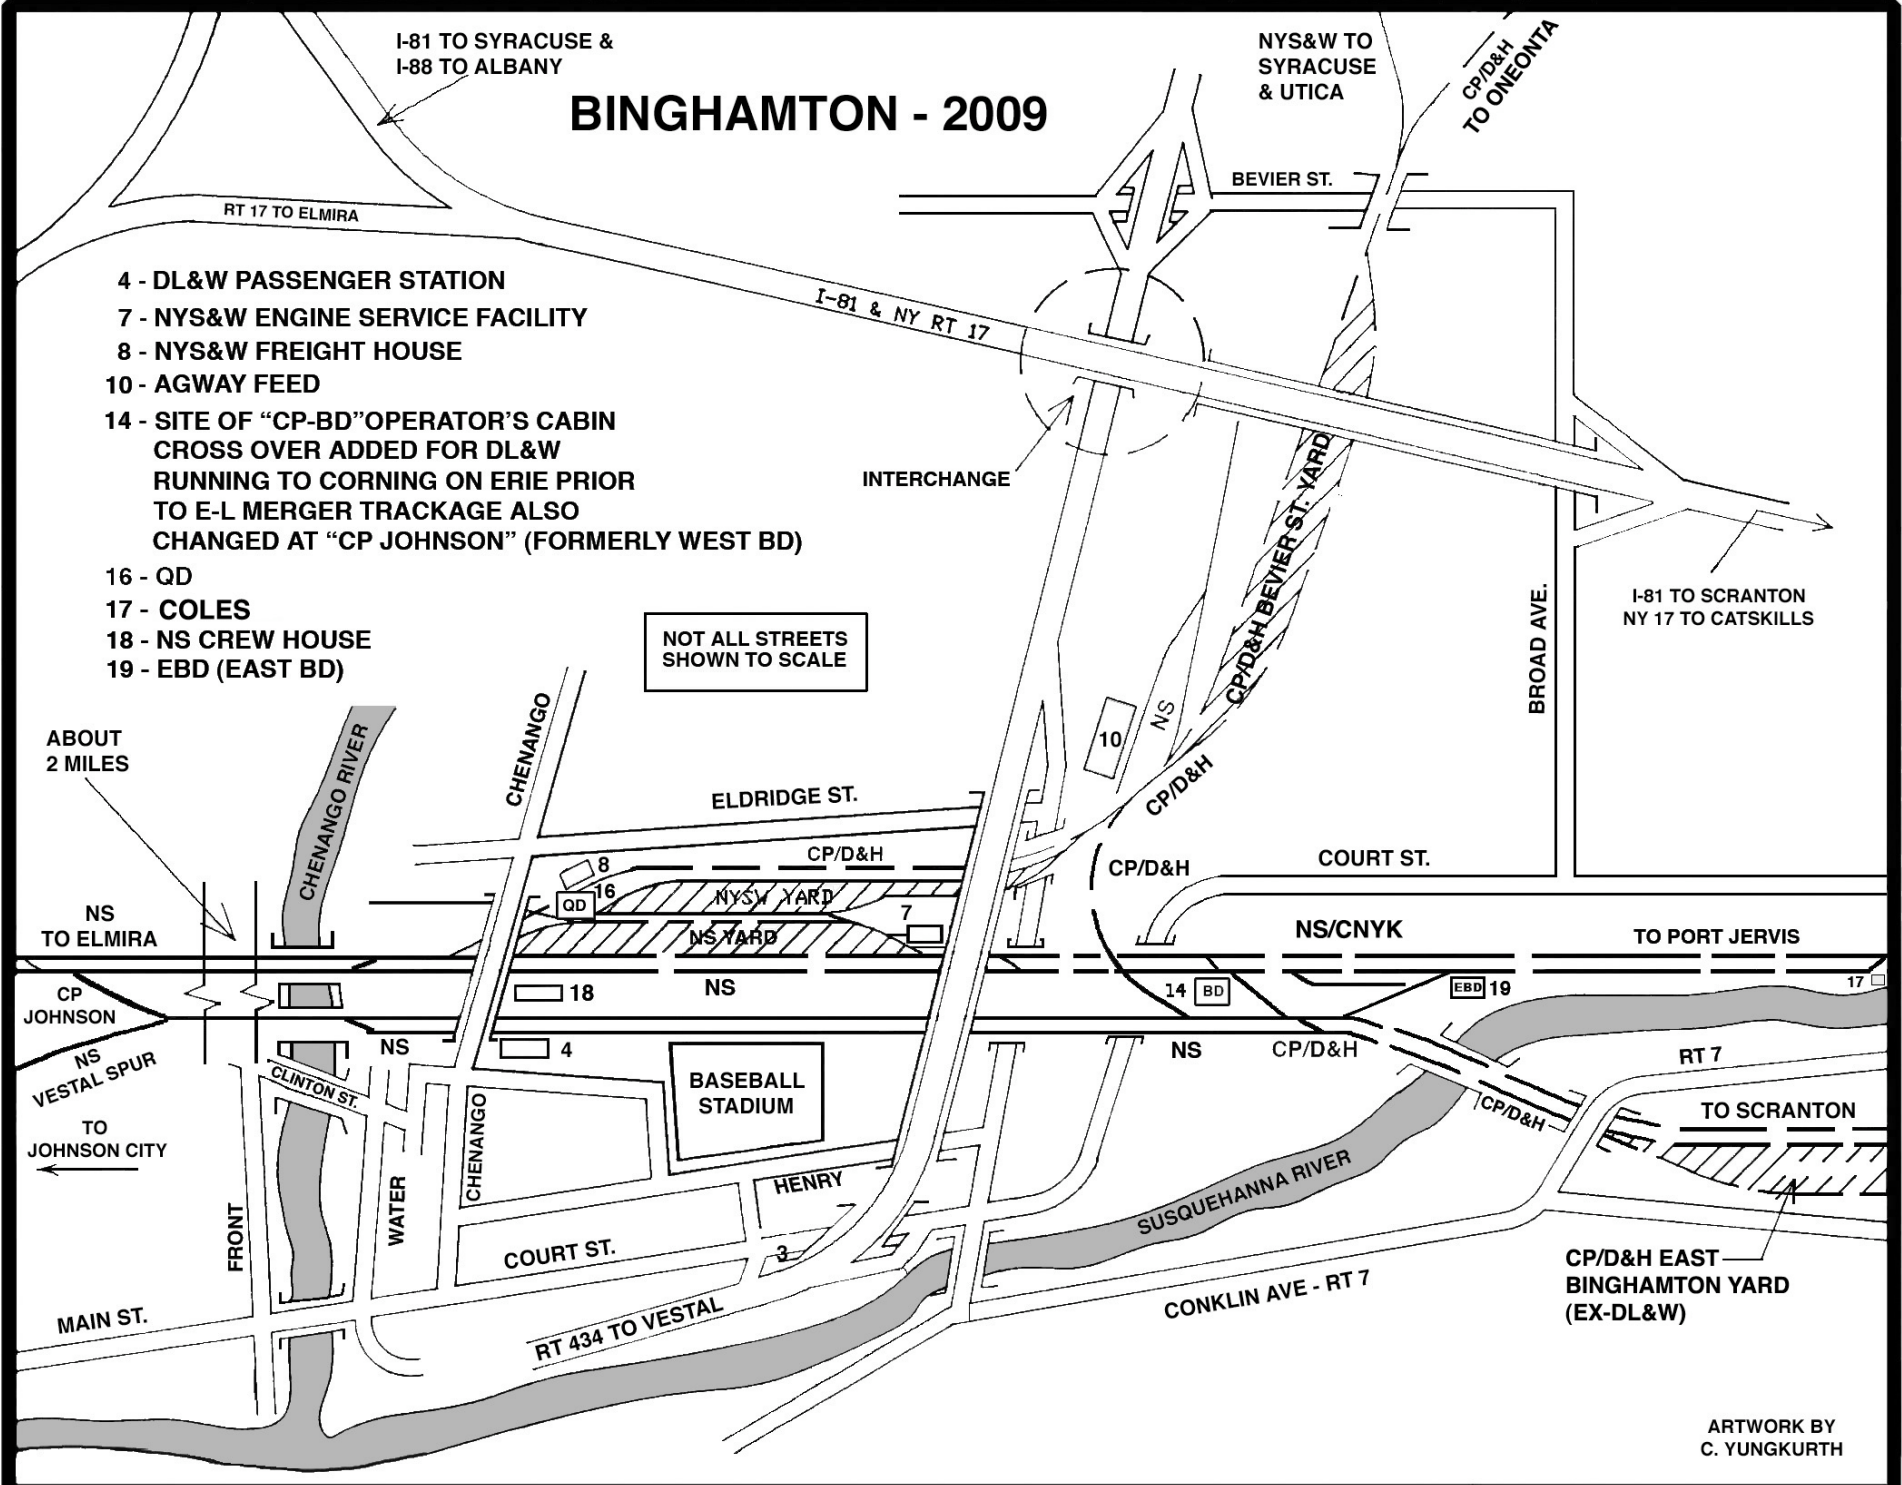 I-81 TO SYRACUSE &
I-88 TO ALBANY
BINGHAMTON - 2009
NYS&W TO
SYRACUSE
& UTICA
CP/D&H
TO ONEONTA
BEVIER ST.
RT 17 TO ELMIRA
I-81 & NY RT 17
4 - DL&W PASSENGER STATION
7 - NYS&W ENGINE SERVICE FACILITY
8 - NYS&W FREIGHT HOUSE
10 - AGWAY FEED
14 - SITE OF “CP-BD”OPERATOR’S CABIN
CROSS OVER ADDED FOR DL&W
RUNNING TO CORNING ON ERIE PRIOR
TO E-L MERGER TRACKAGE ALSO
CHANGED AT “CP JOHNSON” (FORMERLY WEST BD)
16 - QD
17 - COLES
18 - NS CREW HOUSE
19 - EBD (EAST BD)
INTERCHANGE
CP/D&H BEVIER ST. YARD
BROAD AVE.
I-81 TO SCRANTON
NY 17 TO CATSKILLS
NOT ALL STREETS
SHOWN TO SCALE
ABOUT
2 MILES
CHENANGO RIVER
CHENANGO
10
NS
CP/D&H
ELDRIDGE ST.
CP/D&H
CP/D&H
COURT ST.
8
16
QD
NYSW YARD
7
NS YARD
NS
TO ELMIRA
NS/CNYK
TO PORT JERVIS
CP
JOHNSON
18
NS
14
BD
EBD
19
17
NS
VESTAL SPUR
NS
4
BASEBALL
STADIUM
NS
CP/D&H
RT 7
CLINTON ST.
CP/D&H
TO SCRANTON
TO
JOHNSON CITY
CHENANGO
FRONT
WATER
HENRY
SUSQUEHANNA RIVER
COURT ST.
3
CP/D&H EAST
BINGHAMTON YARD
(EX-DL&W)
MAIN ST.
RT 434 TO VESTAL
CONKLIN AVE - RT 7
ARTWORK BY
C. YUNGKURTH